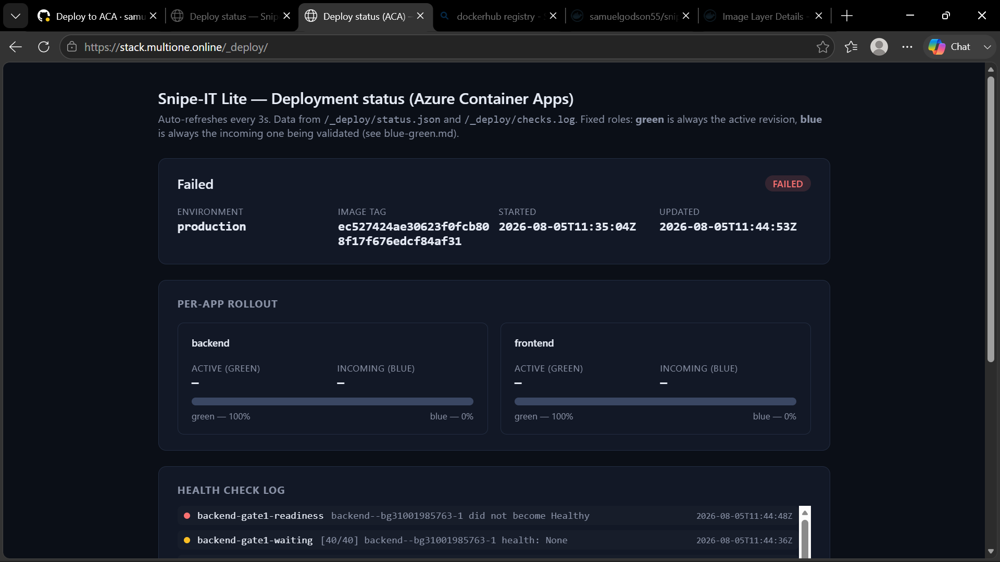 Deploy to ACA · samu
Deploy status — Snip
Deploy status (ACA) -
dockerhub registry -
samuelgodson55/sni
Image Layer Details -
https://stack.multione.online/_deploy/
Chat
Snipe-IT Lite — Deployment status (Azure Container Apps)
Auto-refreshes every 3s. Data from /_deploy/status.json and /_deploy/checks.log. Fixed roles: green is always the active revision, blue
is always the incoming one being validated (see blue-green.md).
Failed
FAILED
ENVIRONMENT
production
IMAGE TAG
ec527424ae30623f0fcb80
8f17f676edcf84af31
STARTED
2026-08-05T11:35:04Z
UPDATED
2026-08-05T11:44:53Z
PER-APP ROLLOUT
backend
ACTIVE (GREEN)
—
INCOMING (BLUE)
—
green — 100%
blue — 0%
frontend
ACTIVE (GREEN)
—
INCOMING (BLUE)
—
green — 100%
blue — 0%
HEALTH CHECK LOG
backend-gate1-readiness backend--bg31001985763-1 did not become Healthy 2026-08-05T11:44:48Z
backend-gate1-waiting [40/40] backend--bg31001985763-1 health: None 2026-08-05T11:44:36Z